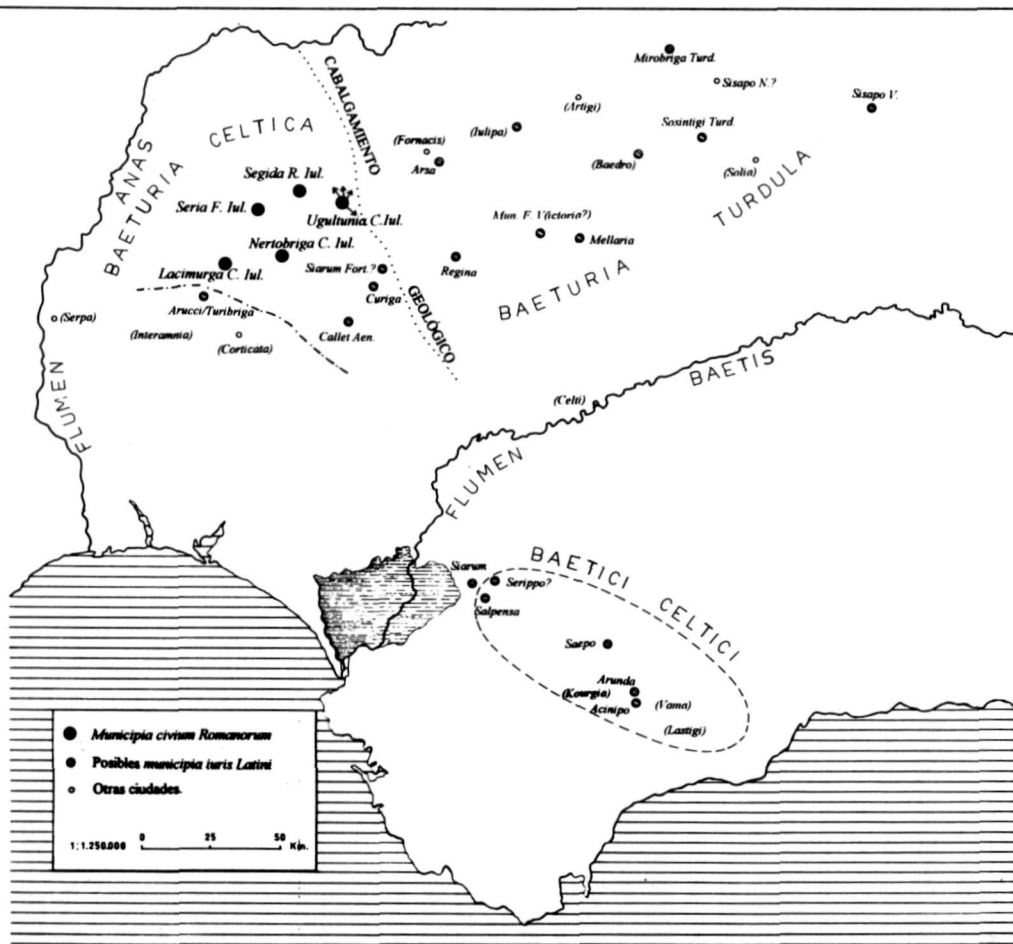 Mirobriga Turd.
Sisapo N.?
Sisapo V.
(Artigi)
(Iulipa)
Sosintigi Turd.
(Fornacis)
Arsa
(Baedro)
(Solia)
CABALGAMIENTO
GEOLÓGICO
BAETURIA CELTICA
FLUMEN ANAS
BAETURIA TURDULA
Segida R. Iul.
Seria F. Iul.
Ugultunia C.Iul.
Nertobriga C. Iul.
Lacimurga C. Iul.
Siarum Fort.?
Curiga
Arucci/Turibriga
Callet Aen.
(Serpa)
(Interamnia)
(Corticata)
Mun. F. V(ictoria?)
Mellaria
Regina
(Celti)
FLUMEN BAETIS
BAETICI CELTICI
Siarum
Serippo?
Salpensa
Saepo
Arunda
(Kourgia)
Acinipo
(Vama)
(Lastigi)
Municipia civium Romanorum
Posibles municipia iuris Latini
Otras ciudades.
1:1.250.000
0 25 50 Km.